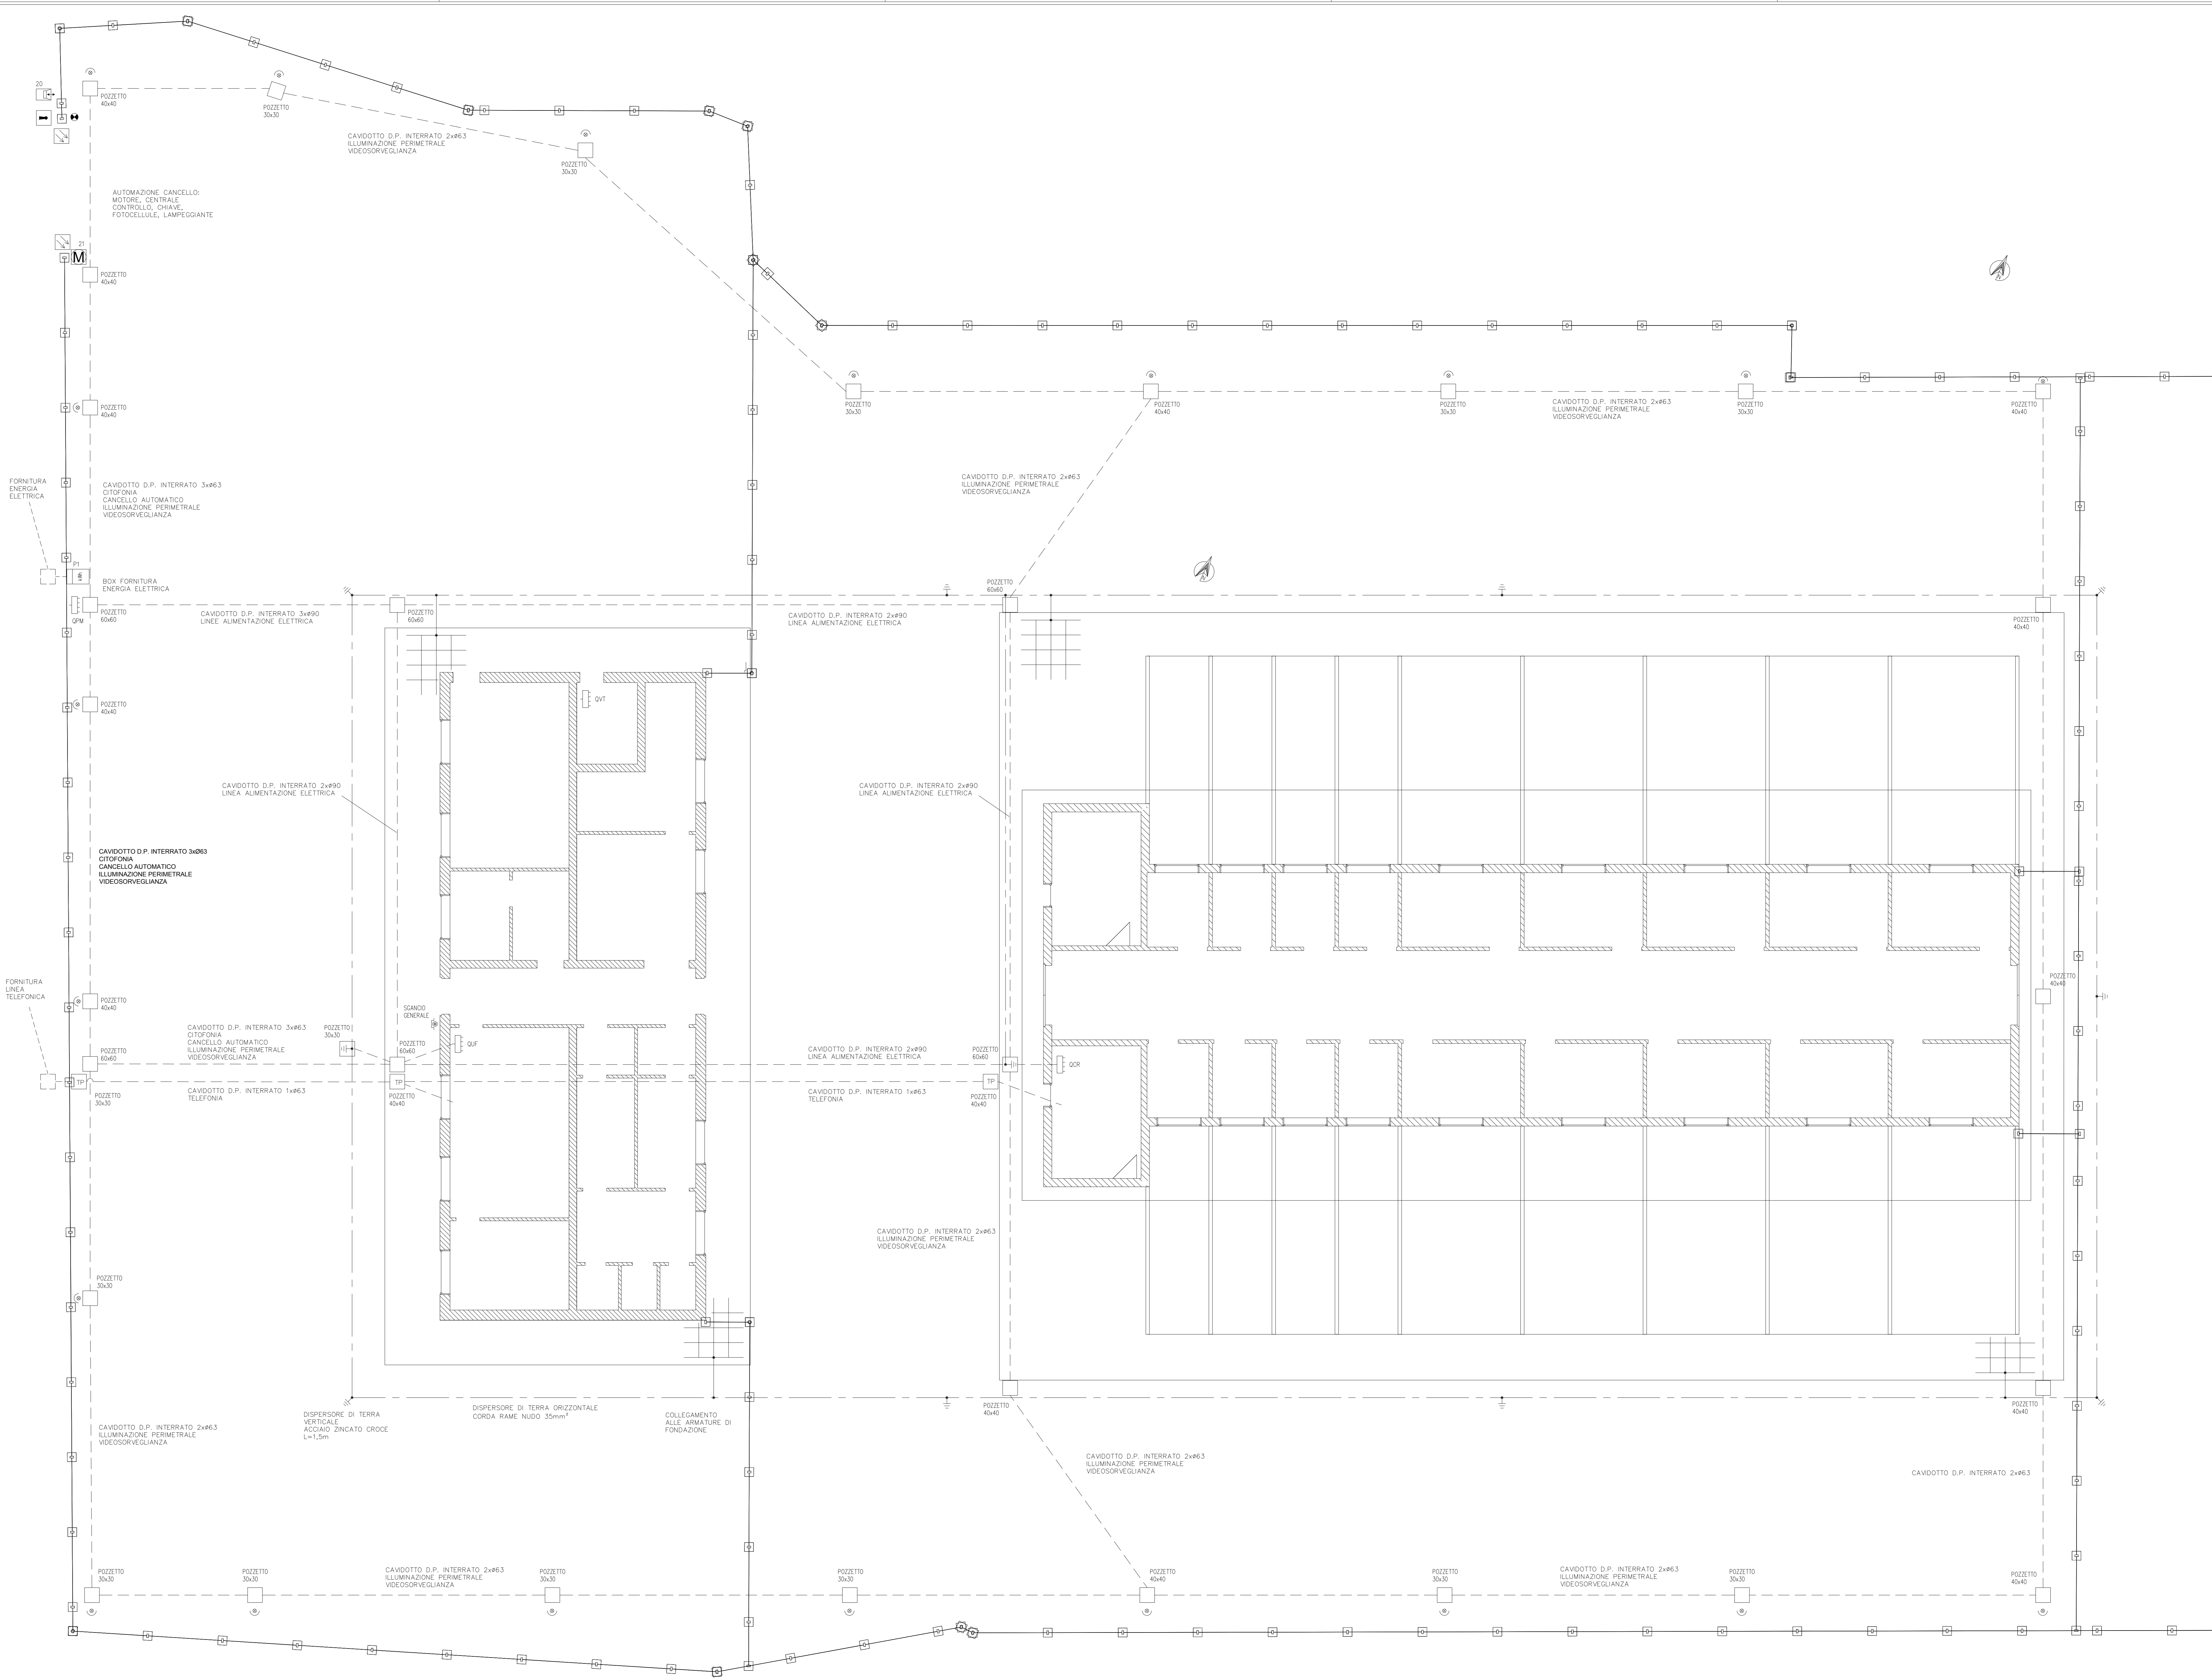 20
POZZETTO
40x40
POZZETTO
30x30
CAVIDOTTO D.P. INTERRATO 2xø63
ILLUMINAZIONE PERIMETRALE
VIDEOSORVEGLIANZA
POZZETTO
30x30
AUTOMAZIONE CANCELLO:
MOTORE, CENTRALE
CONTROLLO, CHIAVE,
FOTOCELLULE, LAMPEGGIANTE
21
M
POZZETTO
40x40
POZZETTO
40x40
POZZETTO
30x30
POZZETTO
40x40
POZZETTO
30x30
CAVIDOTTO D.P. INTERRATO 2xø63
ILLUMINAZIONE PERIMETRALE
VIDEOSORVEGLIANZA
POZZETTO
30x30
POZZETTO
40x40
FORNITURA
ENERGIA
ELETTRICA
CAVIDOTTO D.P. INTERRATO 3xø63
CITOFONIA
CANCELLO AUTOMATICO
ILLUMINAZIONE PERIMETRALE
VIDEOSORVEGLIANZA
CAVIDOTTO D.P. INTERRATO 2xø63
ILLUMINAZIONE PERIMETRALE
VIDEOSORVEGLIANZA
P1
BOX FORNITURA
ENERGIA ELETTRICA
QPM
POZZETTO
60x60
CAVIDOTTO D.P. INTERRATO 3xø90
LINEE ALIMENTAZIONE ELETTRICA
POZZETTO
60x60
CAVIDOTTO D.P. INTERRATO 2xø90
LINEA ALIMENTAZIONE ELETTRICA
POZZETTO
60x60
POZZETTO
40x40
POZZETTO
40x40
QVT
CAVIDOTTO D.P. INTERRATO 2xø90
LINEA ALIMENTAZIONE ELETTRICA
CAVIDOTTO D.P. INTERRATO 2xø90
LINEA ALIMENTAZIONE ELETTRICA
CAVIDOTTO D.P. INTERRATO 3xØ63
CITOFONIA
CANCELLO AUTOMATICO
ILLUMINAZIONE PERIMETRALE
VIDEOSORVEGLIANZA
FORNITURA
LINEA
TELEFONICA
POZZETTO
40x40
POZZETTO
40x40
CAVIDOTTO D.P. INTERRATO 3xø63
CITOFONIA
CANCELLO AUTOMATICO
ILLUMINAZIONE PERIMETRALE
VIDEOSORVEGLIANZA
POZZETTO
30x30
SGANCIO
GENERALE
POZZETTO
60x60
QUF
POZZETTO
60x60
CAVIDOTTO D.P. INTERRATO 2xø90
LINEA ALIMENTAZIONE ELETTRICA
POZZETTO
60x60
QCR
TP
POZZETTO
30x30
CAVIDOTTO D.P. INTERRATO 1xø63
TELEFONIA
TP
POZZETTO
40x40
CAVIDOTTO D.P. INTERRATO 1xø63
TELEFONIA
TP
POZZETTO
40x40
CAVIDOTTO D.P. INTERRATO 2xø63
ILLUMINAZIONE PERIMETRALE
VIDEOSORVEGLIANZA
POZZETTO
30x30
CAVIDOTTO D.P. INTERRATO 2xø63
ILLUMINAZIONE PERIMETRALE
VIDEOSORVEGLIANZA
DISPERSORE DI TERRA
VERTICALE
ACCIAIO ZINCATO CROCE
L=1,5m
DISPERSORE DI TERRA ORIZZONTALE
CORDA RAME NUDO 35mm²
COLLEGAMENTO
ALLE ARMATURE DI
FONDAZIONE
POZZETTO
40x40
POZZETTO
40x40
CAVIDOTTO D.P. INTERRATO 2xø63
ILLUMINAZIONE PERIMETRALE
VIDEOSORVEGLIANZA
CAVIDOTTO D.P. INTERRATO 2xø63
POZZETTO
30x30
POZZETTO
30x30
CAVIDOTTO D.P. INTERRATO 2xø63
ILLUMINAZIONE PERIMETRALE
VIDEOSORVEGLIANZA
POZZETTO
30x30
POZZETTO
30x30
POZZETTO
40x40
POZZETTO
30x30
CAVIDOTTO D.P. INTERRATO 2xø63
ILLUMINAZIONE PERIMETRALE
VIDEOSORVEGLIANZA
POZZETTO
30x30
POZZETTO
40x40